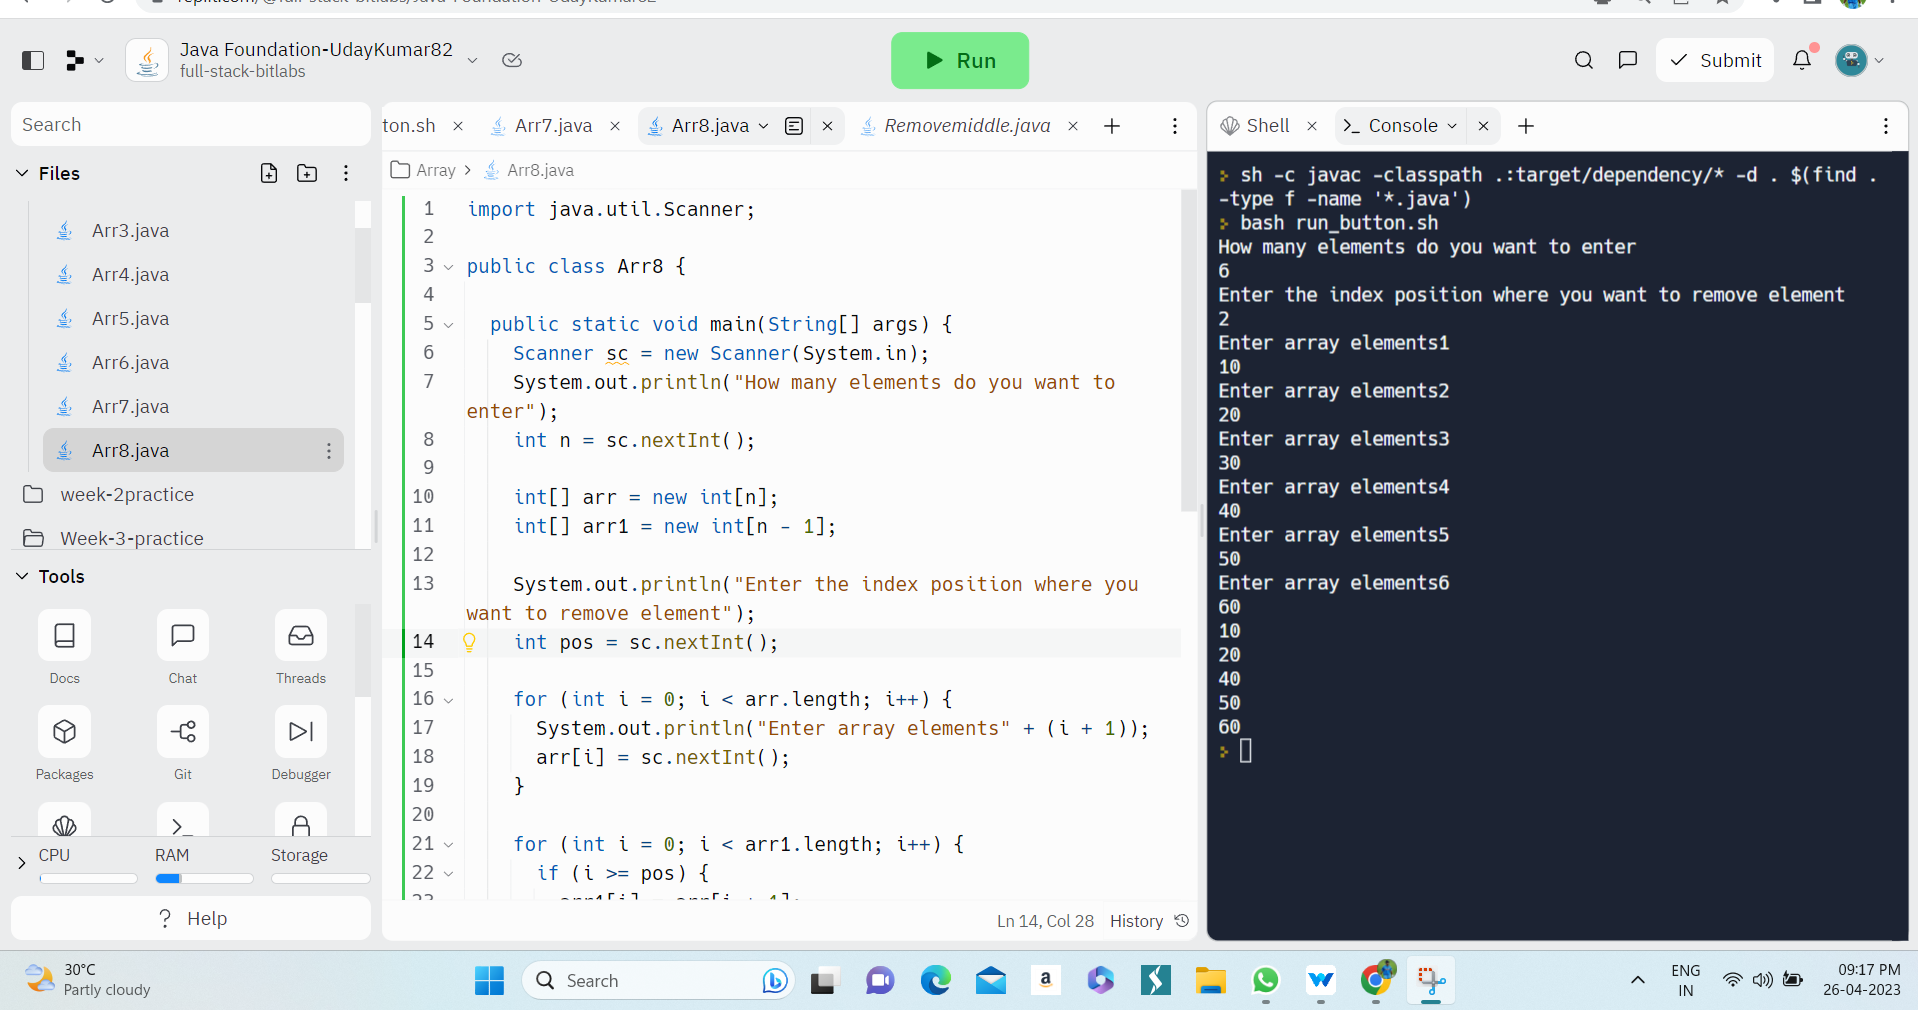 Java Foundation-UdayKumar82
full-stack-bitlabs
Run
Submit
Search
Files
Arr3.java
Arr4.java
Arr5.java
Arr6.java
Arr7.java
Arr8.java
week-2practice
Week-3-practice
Tools
Docs
Chat
Threads
Packages
Git
Debugger
CPU
RAM
Storage
? Help
ton.sh
Arr7.java
Arr8.java
Removemiddle.java
Array > Arr8.java
1 import java.util.Scanner;
2
3 public class Arr8 {
4
5 public static void main(String[] args) {
6 Scanner sc = new Scanner(System.in);
7 System.out.println("How many elements do you want to
enter");
8 int n = sc.nextInt();
9
10 int[] arr = new int[n];
11 int[] arr1 = new int[n - 1];
12
13 System.out.println("Enter the index position where you
want to remove element");
14 int pos = sc.nextInt();
15
16 for (int i = 0; i < arr.length; i++) {
17 System.out.println("Enter array elements" + (i + 1));
18 arr[i] = sc.nextInt();
19 }
20
21 for (int i = 0; i < arr1.length; i++) {
22 if (i >= pos) {
Ln 14, Col 28 History
Shell
>_ Console
sh -c javac -classpath .:target/dependency/* -d . $(find .
-type f -name '*.java')
bash run_button.sh
How many elements do you want to enter
6
Enter the index position where you want to remove element
2
Enter array elements1
10
Enter array elements2
20
Enter array elements3
30
Enter array elements4
40
Enter array elements5
50
Enter array elements6
60
10
20
40
50
60
30°C
Partly cloudy
Search
ENG
IN
09:17 PM
26-04-2023